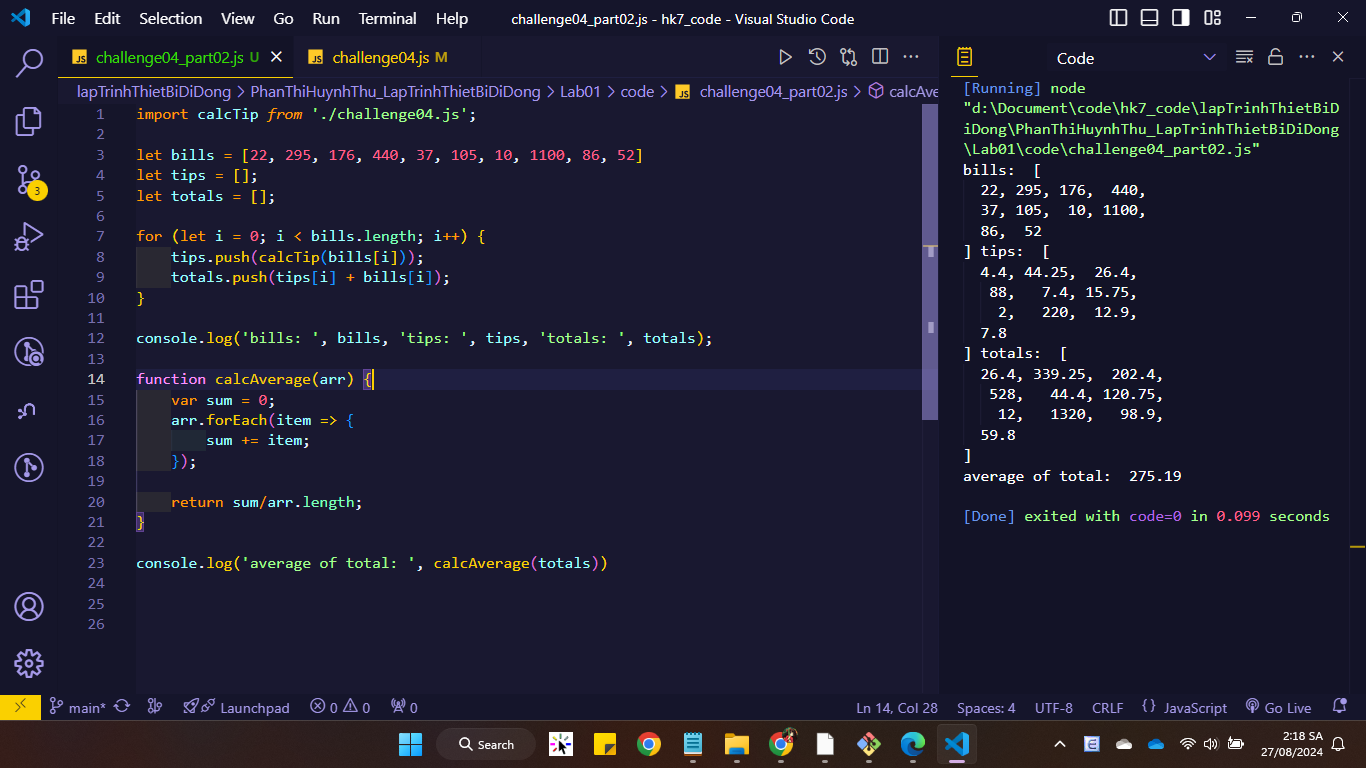 File Edit Selection View Go Run Terminal Help challenge04_part02.js - hk7_code - Visual Studio Code
challenge04_part02.js U challenge04.js M
lapTrinhThietBiDiDong > PhanThiHuynhThu_LapTrinhThietBiDiDong > Lab01 > code > challenge04_part02.js > calcAve
1 import calcTip from './challenge04.js';
2
3 let bills = [22, 295, 176, 440, 37, 105, 10, 1100, 86, 52]
4 let tips = [];
5 let totals = [];
6
7 for (let i = 0; i < bills.length; i++) {
8 tips.push(calcTip(bills[i]));
9 totals.push(tips[i] + bills[i]);
10 }
11
12 console.log('bills: ', bills, 'tips: ', tips, 'totals: ', totals);
13
14 function calcAverage(arr) {
15 var sum = 0;
16 arr.forEach(item => {
17 sum += item;
18 });
19
20 return sum/arr.length;
21 }
22
23 console.log('average of total: ', calcAverage(totals))
24
25
26
Code
[Running] node
"d:\Document\code\hk7_code\lapTrinhThietBiD
iDong\PhanThiHuynhThu_LapTrinhThietBiDiDong
\Lab01\code\challenge04_part02.js"
bills:  [
22, 295, 176, 440,
37, 105, 10, 1100,
86, 52
] tips:  [
4.4, 44.25, 26.4,
88, 7.4, 15.75,
2, 220, 12.9,
7.8
] totals:  [
26.4, 339.25, 202.4,
528, 44.4, 120.75,
12, 1320, 98.9,
59.8
]
average of total:  275.19
[Done] exited with code=0 in 0.099 seconds
3
main* Launchpad 0 0 0 Ln 14, Col 28 Spaces: 4 UTF-8 CRLF {} JavaScript Go Live
Search
2:18 SA
27/08/2024